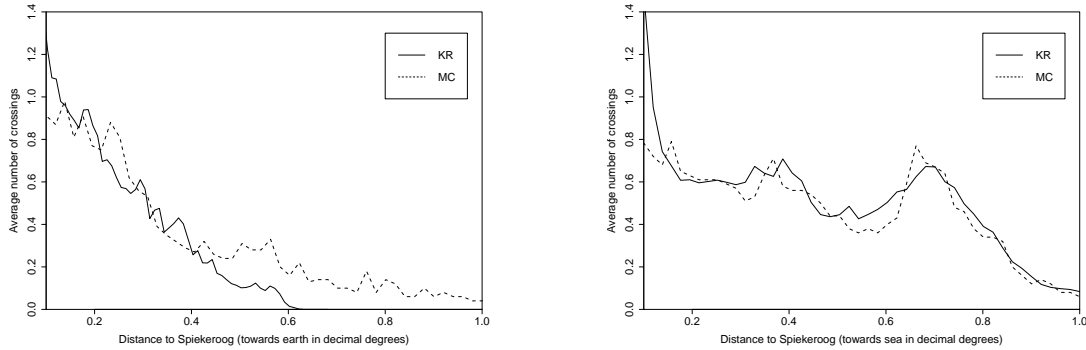 1.4
1.2
1.0
0.8
0.6
0.4
0.2
0.0
Average number of crossings
KR
MC
0.2 0.4 0.6 0.8 1.0
Distance to Spiekeroog (towards earth in decimal degrees)
1.4
1.2
1.0
0.8
0.6
0.4
0.2
0.0
Average number of crossings
KR
MC
0.2 0.4 0.6 0.8 1.0
Distance to Spiekeroog (towards sea in decimal degrees)